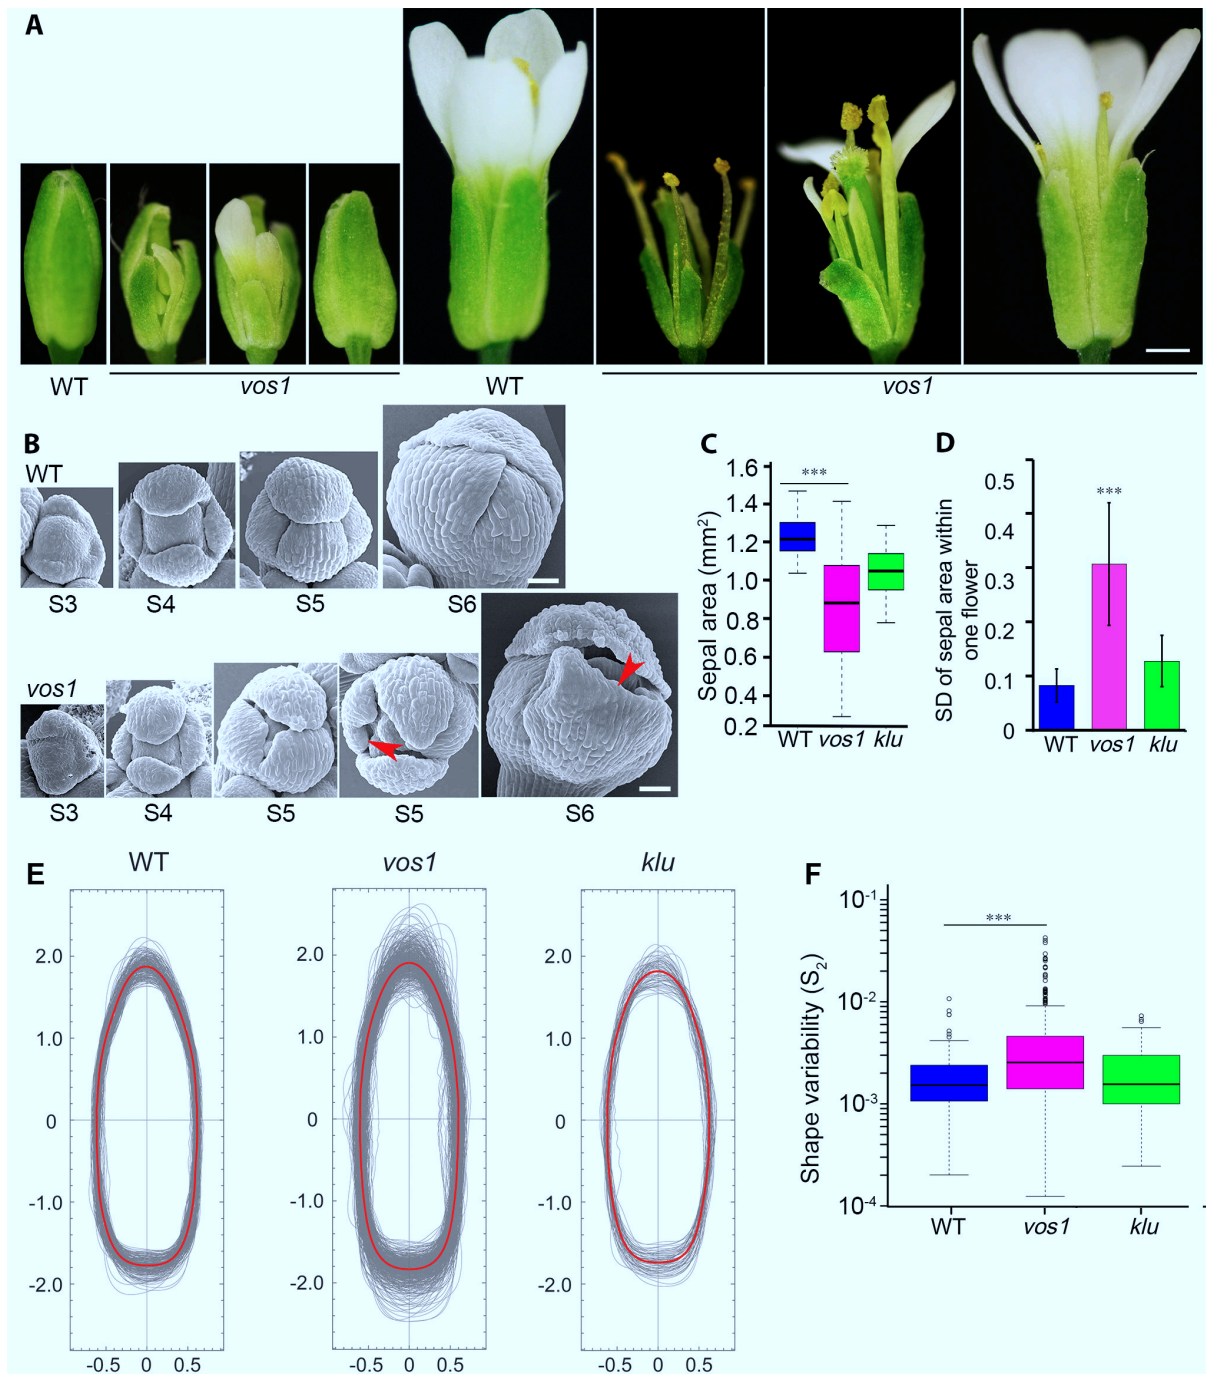 A
WT
vos1
WT
vos1
B
WT
S3
S4
S5
S6
vos1
S3
S4
S5
S5
S6
C
Sepal area (mm²)
1.6
1.4
1.2
1.0
0.8
0.6
0.4
0.2
***
WT vos1 klu
D
SD of sepal area within
one flower
0.5
0.4
0.3
0.2
0.1
0
***
WT vos1 klu
E
WT
2.0
1.0
0
-1.0
-2.0
-0.5 0 0.5
vos1
2.0
1.0
0
-1.0
-2.0
-0.5 0 0.5
klu
2.0
1.0
0
-1.0
-2.0
-0.5 0 0.5
F
Shape variability (S₂)
10⁻¹
10⁻²
10⁻³
10⁻⁴
***
WT vos1 klu